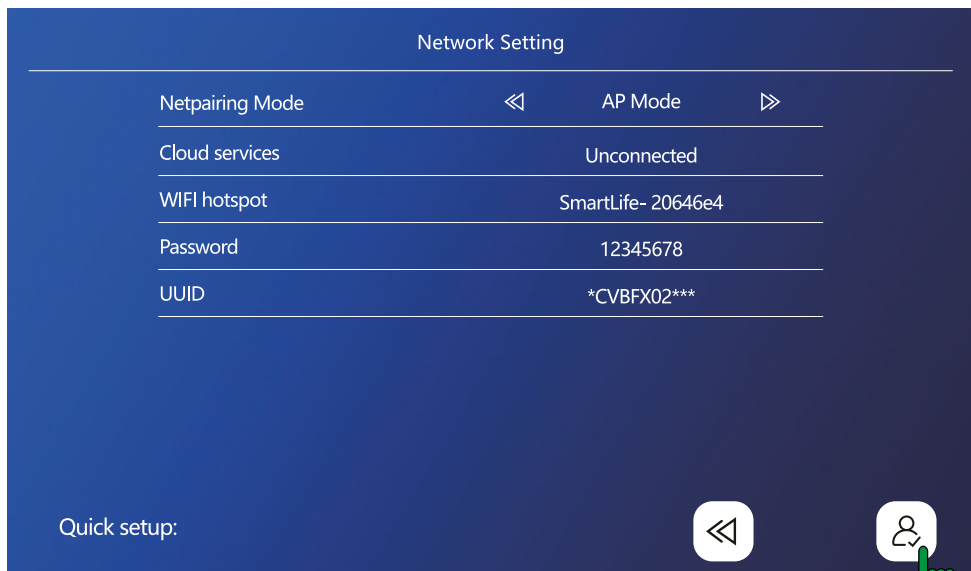 Network Setting
Netpairing Mode AP Mode
Cloud services Unconnected
WIFI hotspot SmartLife- 20646e4
Password 12345678
UUID *CVBFX02***
Quick setup: